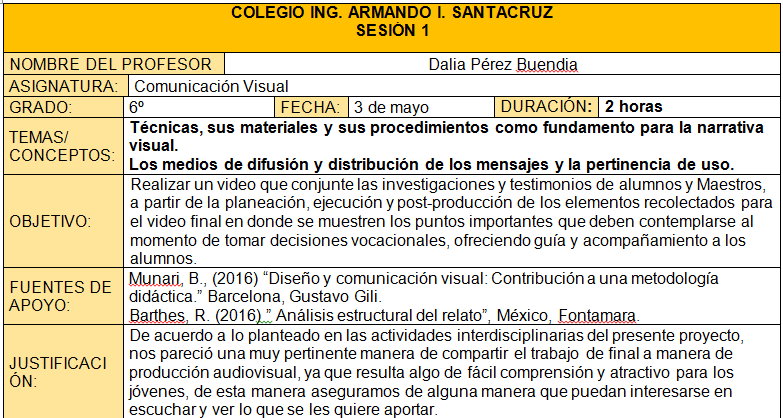 COLEGIO ING. ARMANDO I. SANTACRUZ
SESIÓN 1
NOMBRE DEL PROFESOR Dalia Pérez Buendia
ASIGNATURA: Comunicación Visual
GRADO: 6º FECHA: 3 de mayo DURACIÓN: 2 horas
TEMAS/
CONCEPTOS:
Técnicas, sus materiales y sus procedimientos como fundamento para la narrativa
visual.
Los medios de difusión y distribución de los mensajes y la pertinencia de uso.
OBJETIVO:
Realizar un video que conjunte las investigaciones y testimonios de alumnos y Maestros,
a partir de la planeación, ejecución y post-producción de los elementos recolectados para
el video final en donde se muestren los puntos importantes que deben contemplarse al
momento de tomar decisiones vocacionales, ofreciendo guía y acompañamiento a los
alumnos.
FUENTES DE
APOYO:
Munari, B., (2016) “Diseño y comunicación visual: Contribución a una metodología
didáctica.” Barcelona, Gustavo Gili.
Barthes, R. (2016) ” Análisis estructural del relato”, México, Fontamara.
JUSTIFICACI
ÓN:
De acuerdo a lo planteado en las actividades interdisciplinarias del presente proyecto,
nos pareció una muy pertinente manera de compartir el trabajo de final a manera de
producción audiovisual, ya que resulta algo de fácil comprensión y atractivo para los
jóvenes, de esta manera aseguramos de alguna manera que puedan interesarse en
escuchar y ver lo que se les quiere aportar.